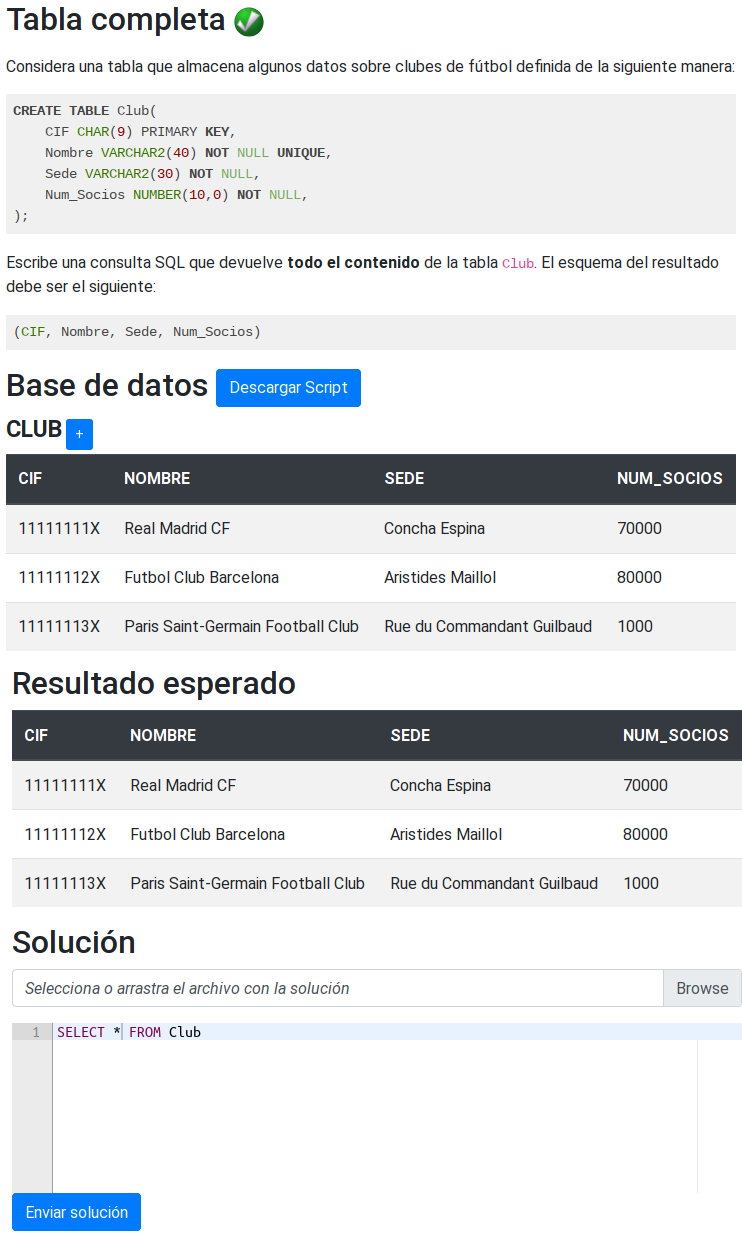 Tabla completa
Considera una tabla que almacena algunos datos sobre clubes de fútbol definida de la siguiente manera:
CREATE TABLE Club(
    CIF CHAR(9) PRIMARY KEY,
    Nombre VARCHAR2(40) NOT NULL UNIQUE,
    Sede VARCHAR2(30) NOT NULL,
    Num_Socios NUMBER(10,0) NOT NULL,
);
Escribe una consulta SQL que devuelve todo el contenido de la tabla Club. El esquema del resultado
debe ser el siguiente:
(CIF, Nombre, Sede, Num_Socios)
Base de datos Descargar Script
CLUB +
CIF NOMBRE SEDE NUM_SOCIOS
11111111X Real Madrid CF Concha Espina 70000
11111112X Futbol Club Barcelona Aristides Maillol 80000
11111113X Paris Saint-Germain Football Club Rue du Commandant Guilbaud 1000
Resultado esperado
CIF NOMBRE SEDE NUM_SOCIOS
11111111X Real Madrid CF Concha Espina 70000
11111112X Futbol Club Barcelona Aristides Maillol 80000
11111113X Paris Saint-Germain Football Club Rue du Commandant Guilbaud 1000
Solución
Selecciona o arrastra el archivo con la solución Browse
1 SELECT * FROM Club
Enviar solución